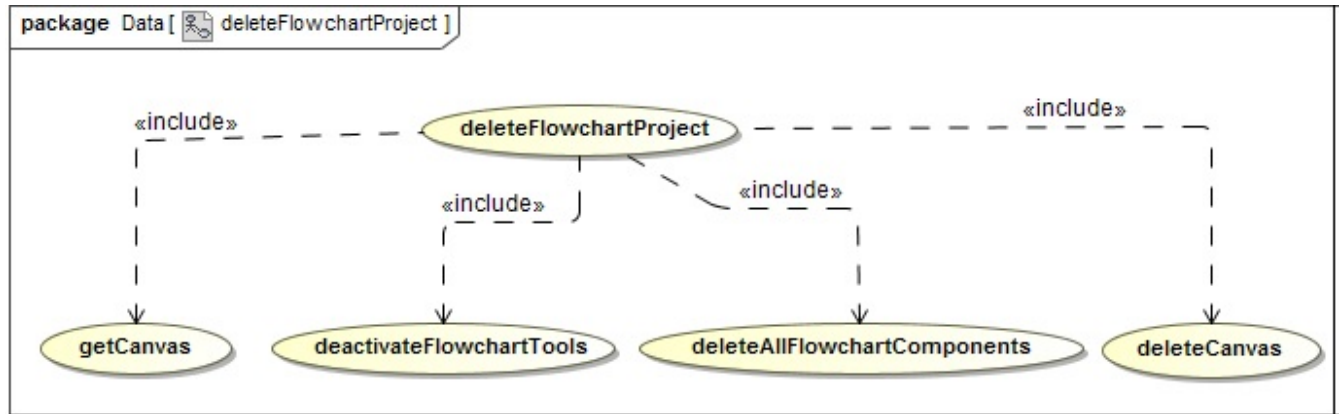 package Data [ deleteFlowchartProject ]
«include»
deleteFlowchartProject
«include»
«include»
«include»
getCanvas
deactivateFlowchartTools
deleteAllFlowchartComponents
deleteCanvas